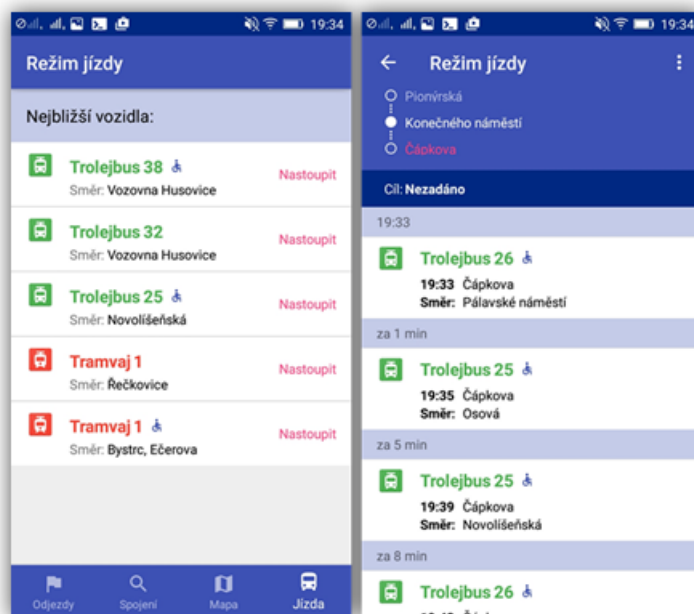 19:34
Režim jízdy
Nejbližší vozidla:
Trolejbus 38
Směr: Vozovna Husovice
Nastoupit
Trolejbus 32
Směr: Vozovna Husovice
Nastoupit
Trolejbus 25
Směr: Novolíšeňská
Nastoupit
Tramvaj 1
Směr: Řečkovice
Nastoupit
Tramvaj 1
Směr: Bystrc, Ečerova
Nastoupit
Odjezdy
Spojení
Mapa
Jízda
19:34
Režim jízdy
Pionýrská
Konečného náměstí
Čápkova
Cíl: Nezadáno
19:33
Trolejbus 26
19:33 Čápkova
Směr: Pálavské náměstí
za 1 min
Trolejbus 25
19:35 Čápkova
Směr: Osová
za 5 min
Trolejbus 25
19:39 Čápkova
Směr: Novolíšeňská
za 8 min
Trolejbus 26